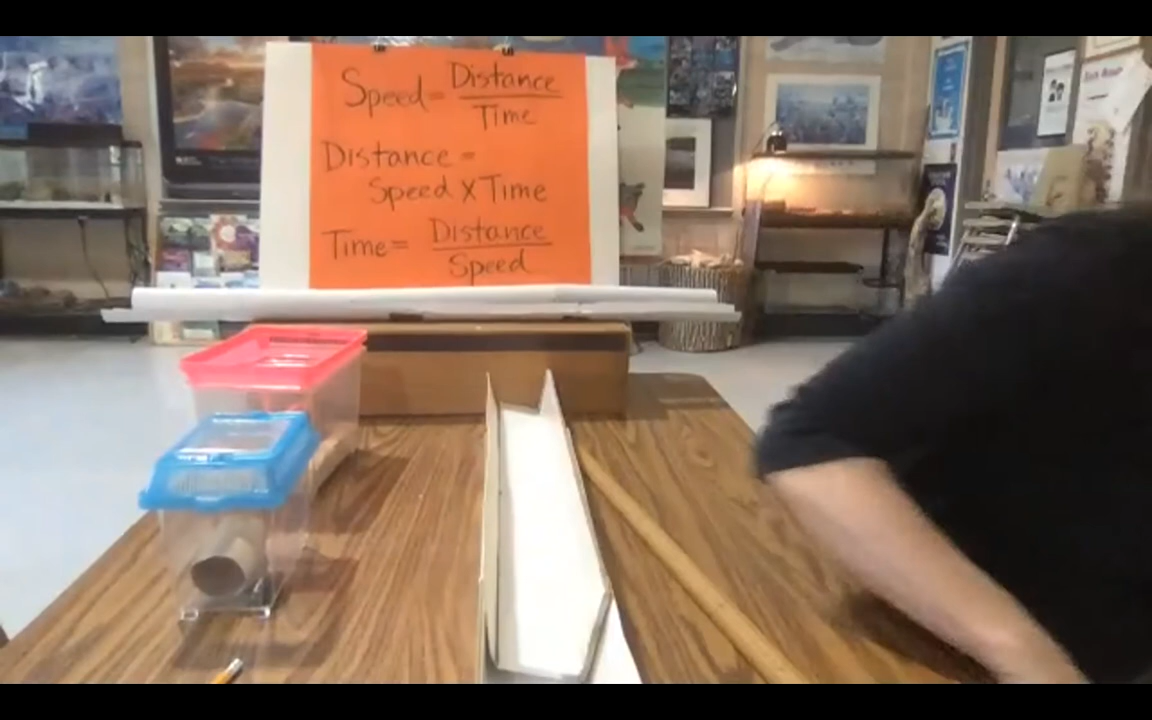 Speed= Distance
Time
Distance =
Speed X Time
Time= Distance
Speed